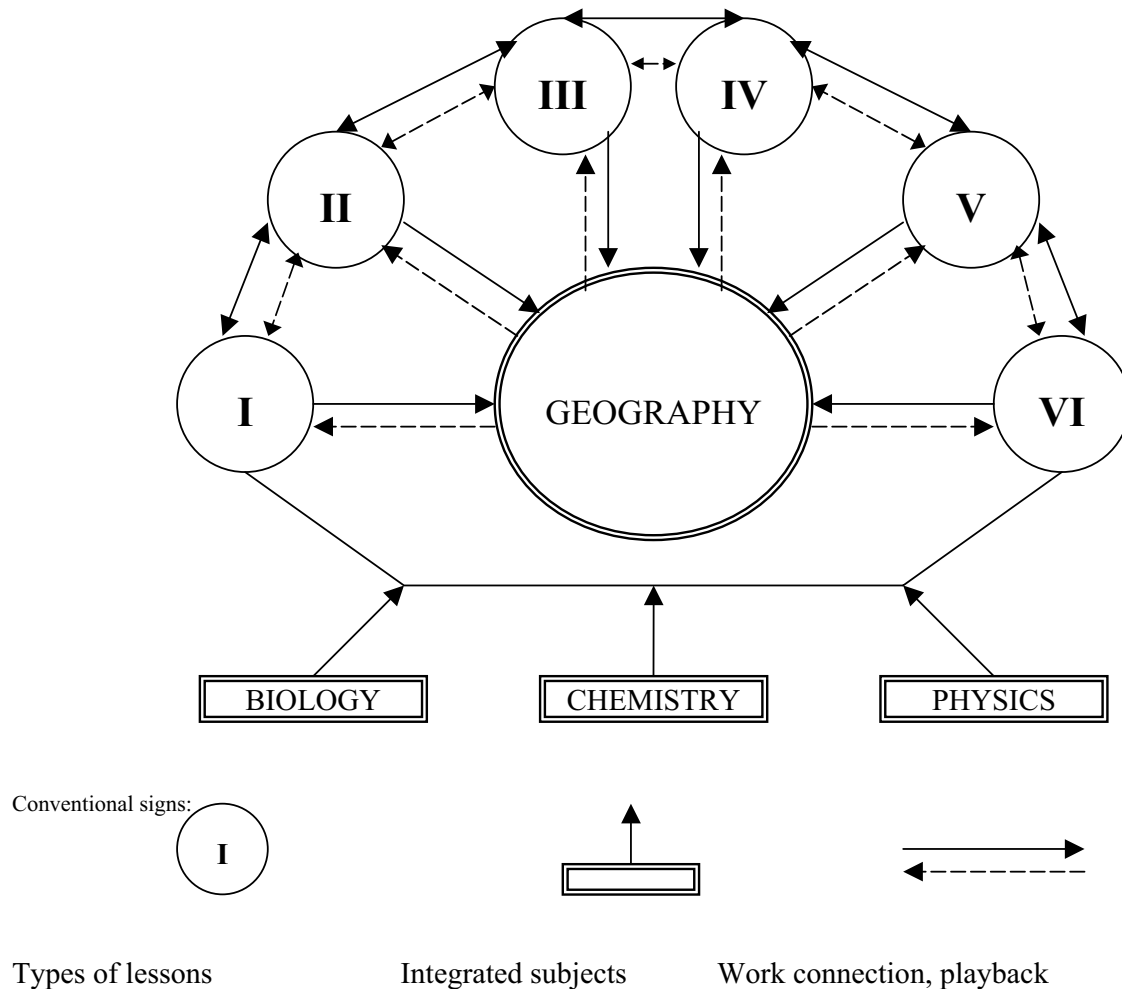 III IV
II V
I GEOGRAPHY VI
BIOLOGY CHEMISTRY PHYSICS
Conventional signs:
I
Types of lessons Integrated subjects Work connection, playback